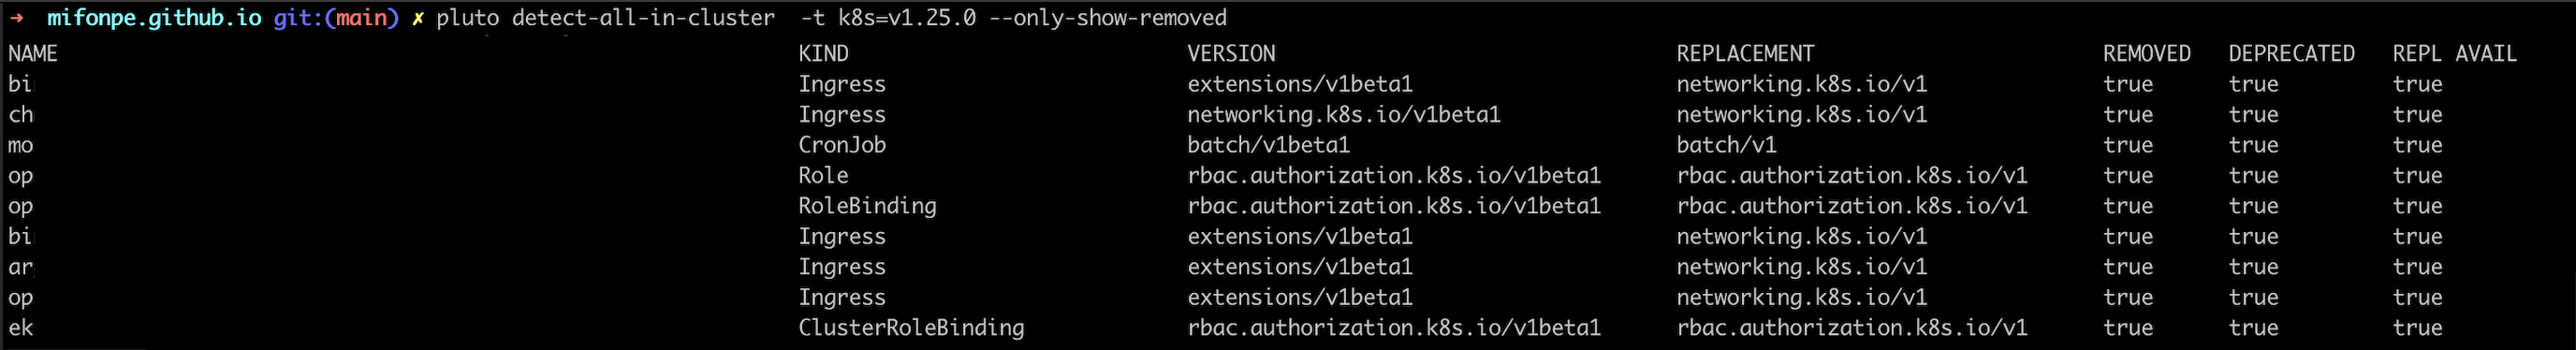 ➜ mifonpe.github.io git:(main) ✗ pluto detect-all-in-cluster -t k8s=v1.25.0 --only-show-removed
NAME KIND VERSION REPLACEMENT REMOVED DEPRECATED REPL AVAIL
bi Ingress extensions/v1beta1 networking.k8s.io/v1 true true true
ch Ingress networking.k8s.io/v1beta1 networking.k8s.io/v1 true true true
mo CronJob batch/v1beta1 batch/v1 true true true
op Role rbac.authorization.k8s.io/v1beta1 rbac.authorization.k8s.io/v1 true true true
op RoleBinding rbac.authorization.k8s.io/v1beta1 rbac.authorization.k8s.io/v1 true true true
bi Ingress extensions/v1beta1 networking.k8s.io/v1 true true true
ar Ingress extensions/v1beta1 networking.k8s.io/v1 true true true
op Ingress extensions/v1beta1 networking.k8s.io/v1 true true true
ek ClusterRoleBinding rbac.authorization.k8s.io/v1beta1 rbac.authorization.k8s.io/v1 true true true